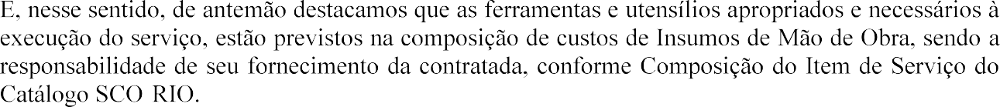 E, nesse sentido, de antemão destacamos que as ferramentas e utensílios apropriados e necessários à
execução do serviço, estão previstos na composição de custos de Insumos de Mão de Obra, sendo a
responsabilidade de seu fornecimento da contratada, conforme Composição do Item de Serviço do
Catálogo SCO RIO.